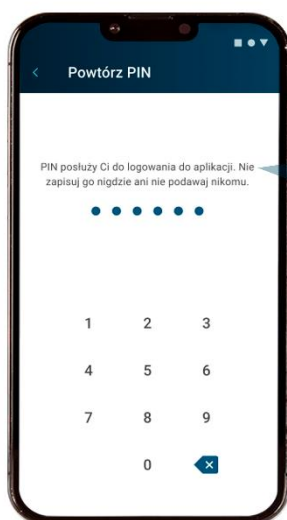 Powtórz PIN
PIN posłuży Ci do logowania do aplikacji. Nie
zapisuj go nigdzie ani nie podawaj nikomu.
1 2 3
4 5 6
7 8 9
0